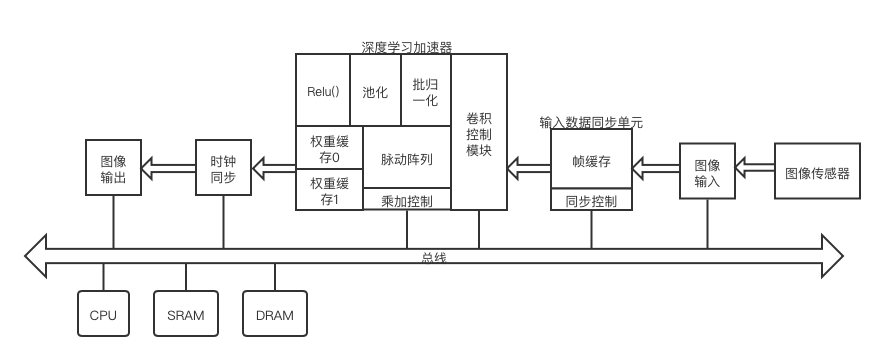 深度学习加速器
Relu()
池化
批归
一化
卷积
控制
模块
输入数据同步单元
图像
输出
时钟
同步
权重缓
存0
脉动阵列
帧缓存
图像
输入
图像传感器
权重缓
存1
乘加控制
同步控制
总线
CPU
SRAM
DRAM